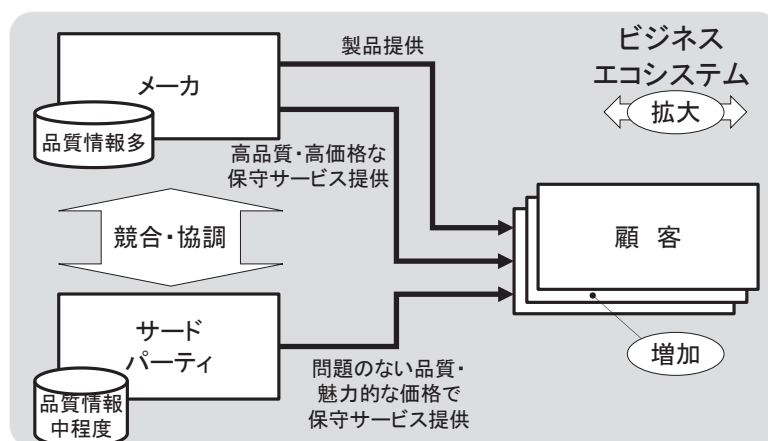 ビジネス
エコシステム
拡大
製品提供
メーカ
品質情報多
高品質・高価格な
保守サービス提供
競合・協調
顧 客
サード
パーティ
品質情報
中程度
問題のない品質・
魅力的な価格で
保守サービス提供
増加